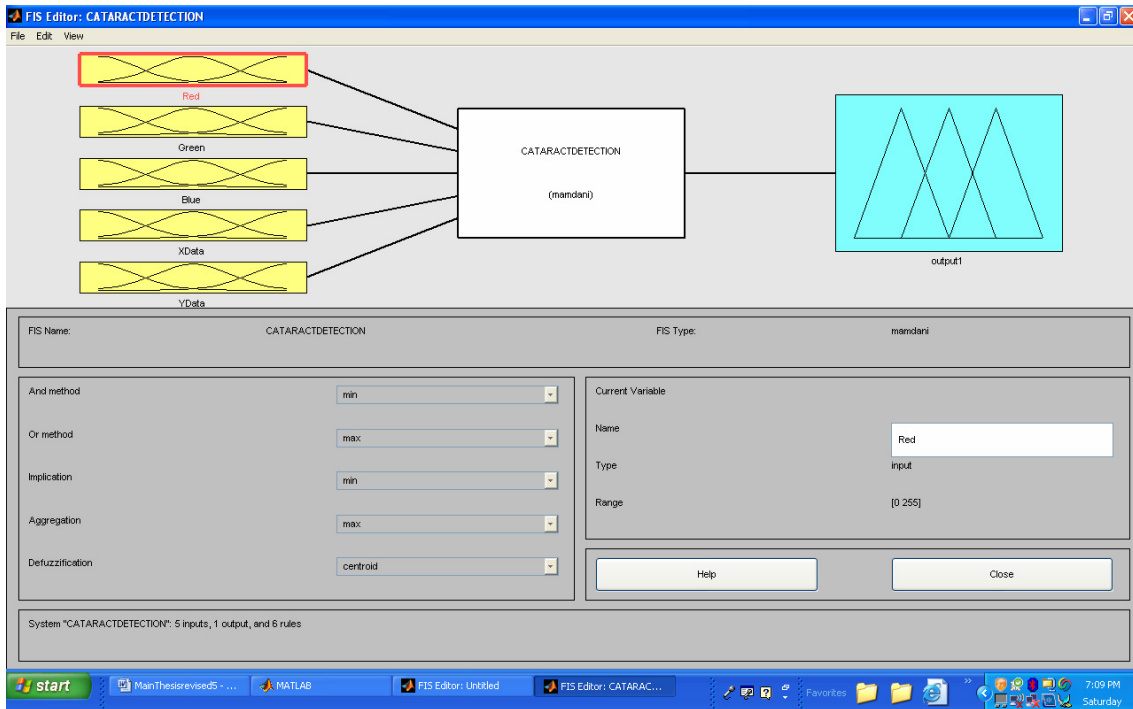 FIS Editor: CATARACTDETECTION
File Edit View
Red
Green
Blue
XData
YData
CATARACTDETECTION
(mamdani)
output1
FIS Name: CATARACTDETECTION FIS Type: mamdani
And method min
Or method max
Implication min
Aggregation max
Defuzzification centroid
Current Variable
Name Red
Type input
Range [0 255]
Help Close
System "CATARACTDETECTION": 5 inputs, 1 output, and 6 rules
start MainThesisrevised5 - ... MATLAB FIS Editor: Untitled FIS Editor: CATARAC... Favorites » 7:09 PM
Saturday